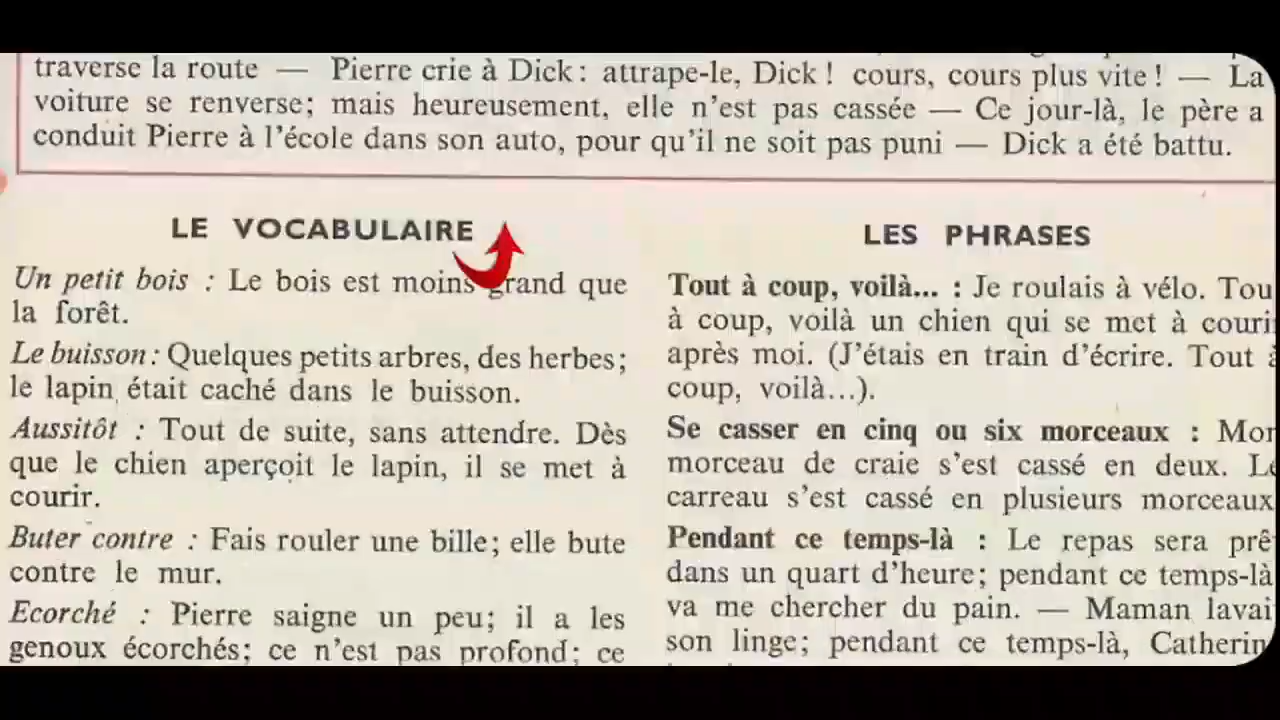 traverse la route — Pierre crie à Dick : attrape-le, Dick ! cours, cours plus vite ! — La
voiture se renverse; mais heureusement, elle n'est pas cassée — Ce jour-là, le père a
conduit Pierre à l'école dans son auto, pour qu'il ne soit pas puni — Dick a été battu.
LE VOCABULAIRE
Un petit bois : Le bois est moins grand que
la forêt.
Le buisson : Quelques petits arbres, des herbes;
le lapin était caché dans le buisson.
Aussitôt : Tout de suite, sans attendre. Dès
que le chien aperçoit le lapin, il se met à
courir.
Buter contre : Fais rouler une bille; elle bute
contre le mur.
Ecorché : Pierre saigne un peu; il a les
genoux écorchés; ce n'est pas profond; ce
LES PHRASES
Tout à coup, voilà... : Je roulais à vélo. Tou
à coup, voilà un chien qui se met à couri
après moi. (J'étais en train d'écrire. Tout à
coup, voilà...).
Se casser en cinq ou six morceaux : Mon
morceau de craie s'est cassé en deux. Le
carreau s'est cassé en plusieurs morceaux
Pendant ce temps-là : Le repas sera prê
dans un quart d'heure; pendant ce temps-là
va me chercher du pain. — Maman lavai
son linge; pendant ce temps-là, Catherin